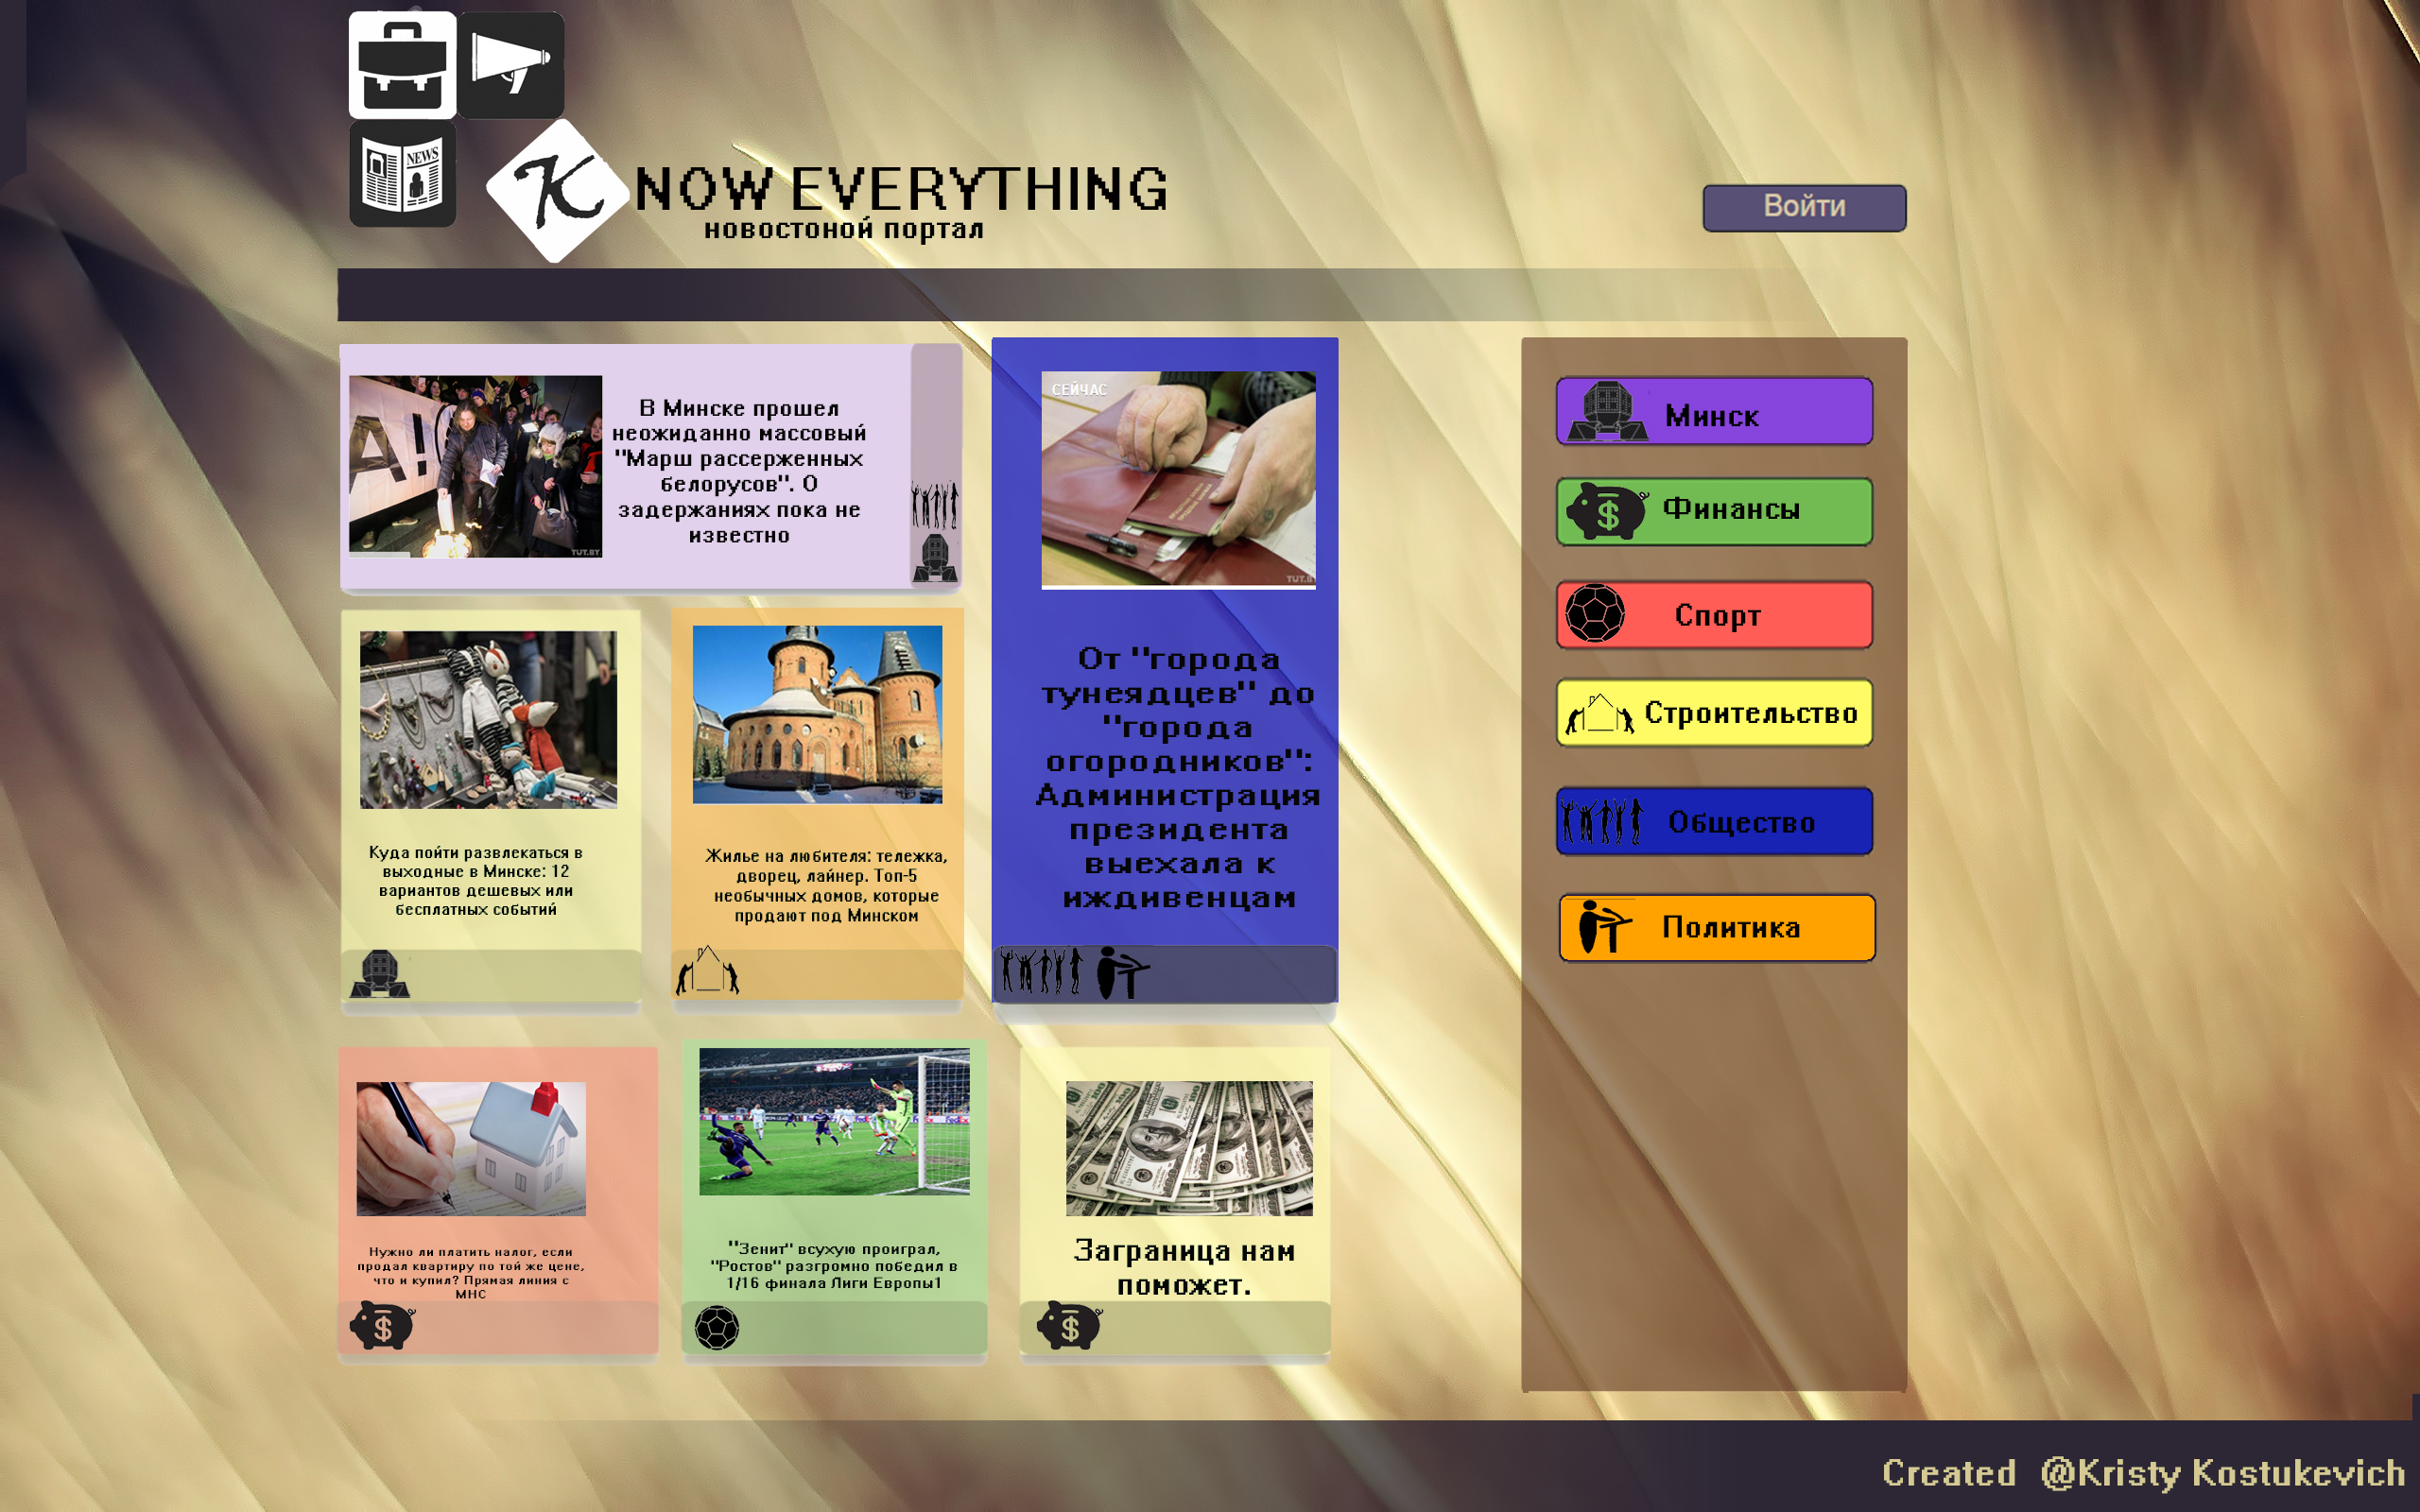 NEWS
K NOW EVERYTHING
новостоной портал
Войти
А!
TUT.BY
В Минске прошел
неожиданно массовый
"Марш рассерженных
белорусов". О
задержаниях пока не
известно
СЕЙЧАС
TUT.B
От "города
тунеядцев" до
"города
огородников":
Администрация
президента
выехала к
иждивенцам
Куда пойти развлекаться в
выходные в Минске: 12
вариантов дешевых или
бесплатных событий
Жилье на любителя: тележка,
дворец, лайнер. Топ-5
необычных домов, которые
продают под Минском
Нужно ли платить налог, если
продал квартиру по той же цене,
что и купил? Прямая линия с
МНС
"Зенит" всухую проиграл,
"Ростов" разгромно победил в
1/16 финала Лиги Европы1
Заграница нам
поможет.
Минск
Финансы
Спорт
Строительство
Общество
Политика
Created @Kristy Kostukevich